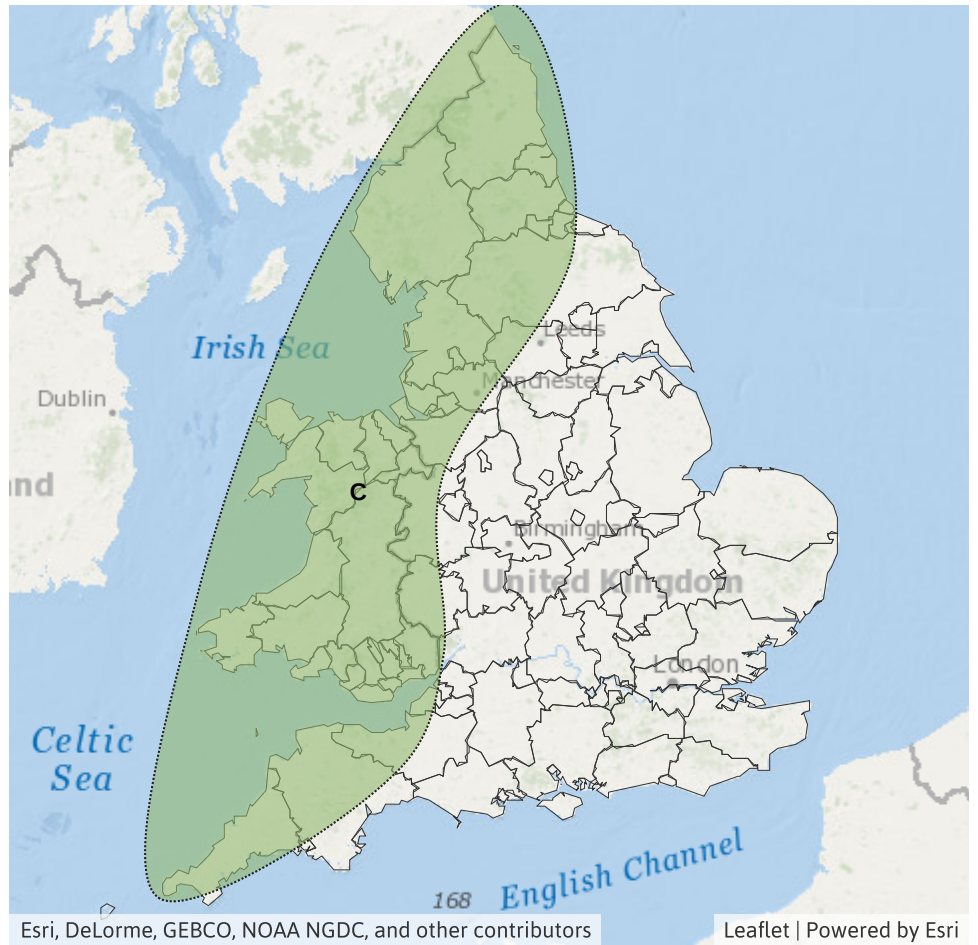 Leeds
Irish Sea
Manchester
Dublin
nd
C
Birmingham
United Kingdom
London
Celtic
Sea
English Channel
168
Esri, DeLorme, GEBCO, NOAA NGDC, and other contributors
Leaflet | Powered by Esri